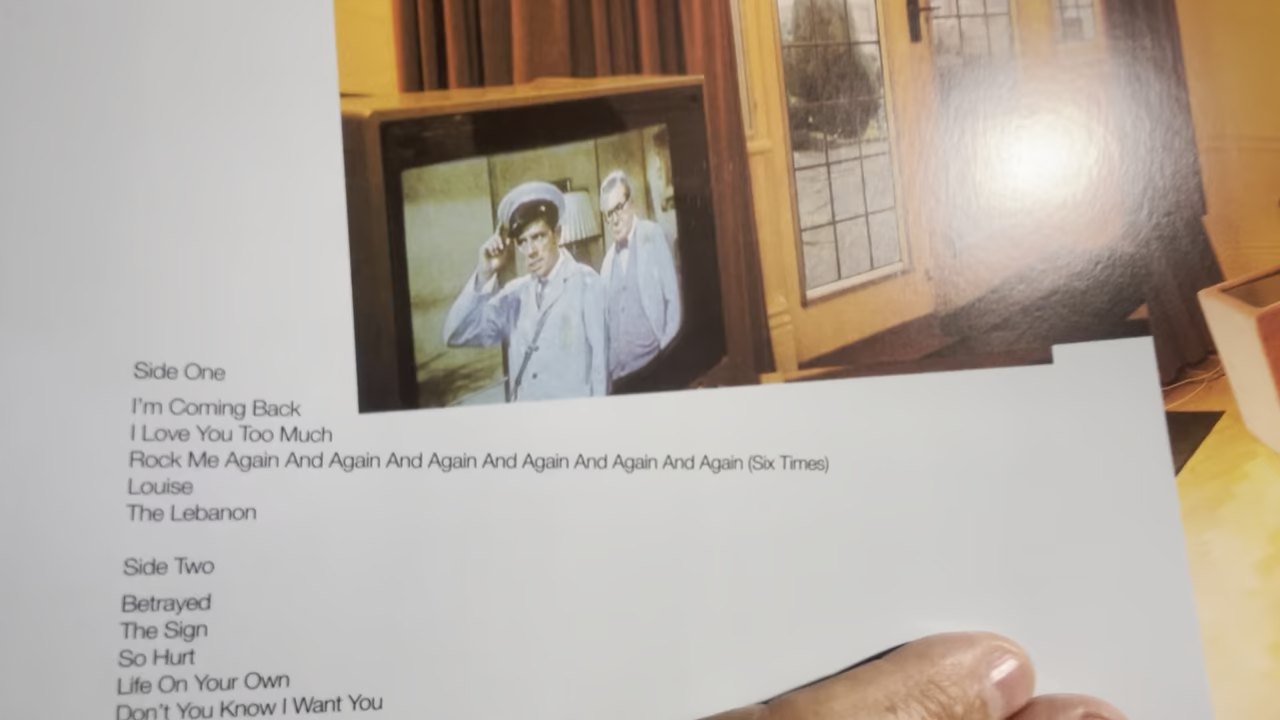 Side One
I'm Coming Back
I Love You Too Much
Rock Me Again And Again And Again And Again And Again And Again (Six Times)
Louise
The Lebanon
Side Two
Betrayed
The Sign
So Hurt
Life On Your Own
Don't You Know I Want You